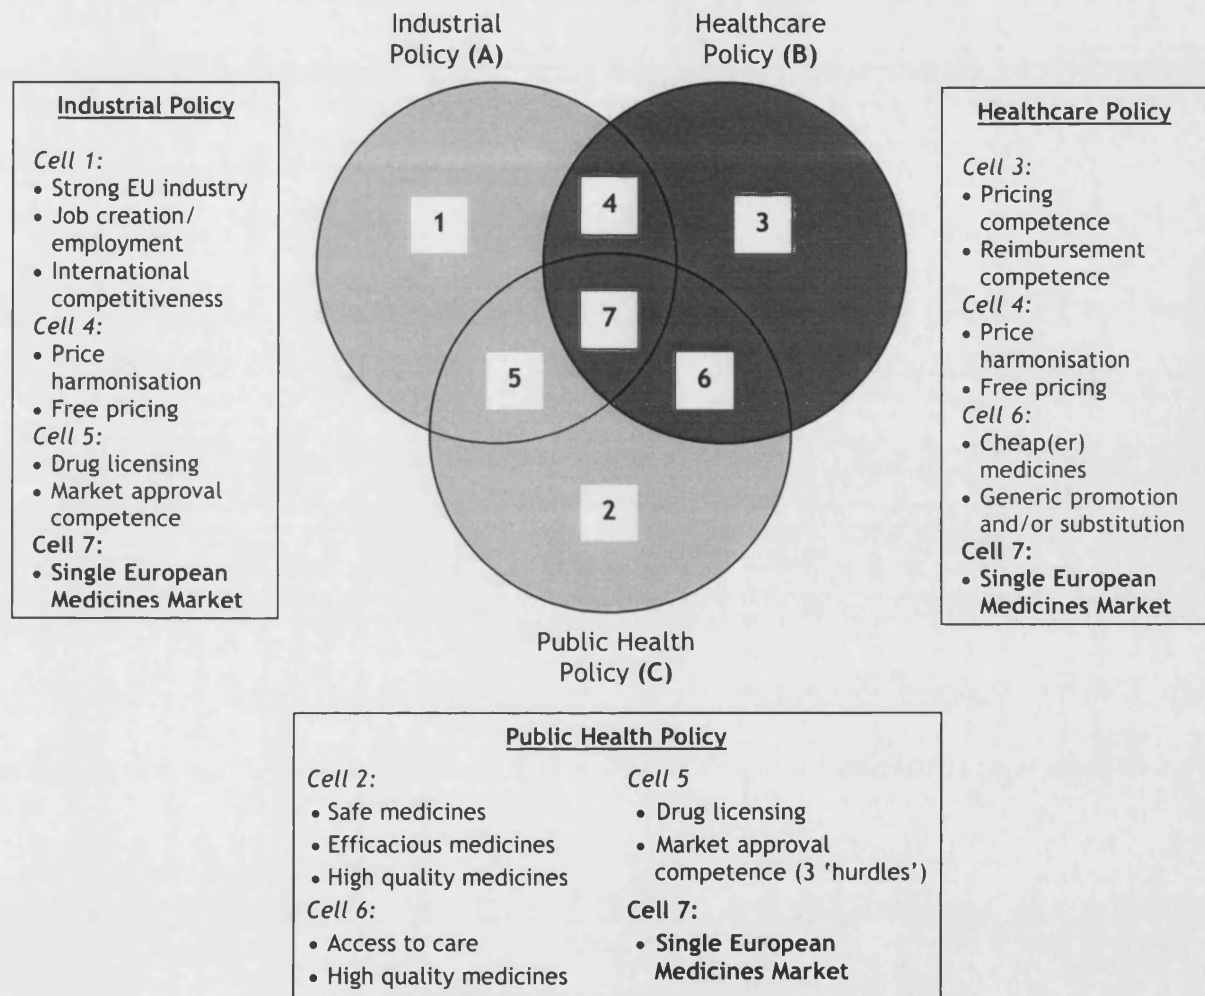 Industrial
Policy (A)
Healthcare
Policy (B)
Industrial Policy
Cell 1:
• Strong EU industry
• Job creation/
employment
• International
competitiveness
Cell 4:
• Price
harmonisation
• Free pricing
Cell 5:
• Drug licensing
• Market approval
competence
Cell 7:
• Single European
Medicines Market
1
4
3
7
5
6
2
Healthcare Policy
Cell 3:
• Pricing
competence
• Reimbursement
competence
Cell 4:
• Price
harmonisation
• Free pricing
Cell 6:
• Cheap(er)
medicines
• Generic promotion
and/or substitution
Cell 7:
• Single European
Medicines Market
Public Health
Policy (C)
Public Health Policy
Cell 2:
• Safe medicines
• Efficacious medicines
• High quality medicines
Cell 6:
• Access to care
• High quality medicines
Cell 5
• Drug licensing
• Market approval
competence (3 ‘hurdles’)
Cell 7:
• Single European
Medicines Market